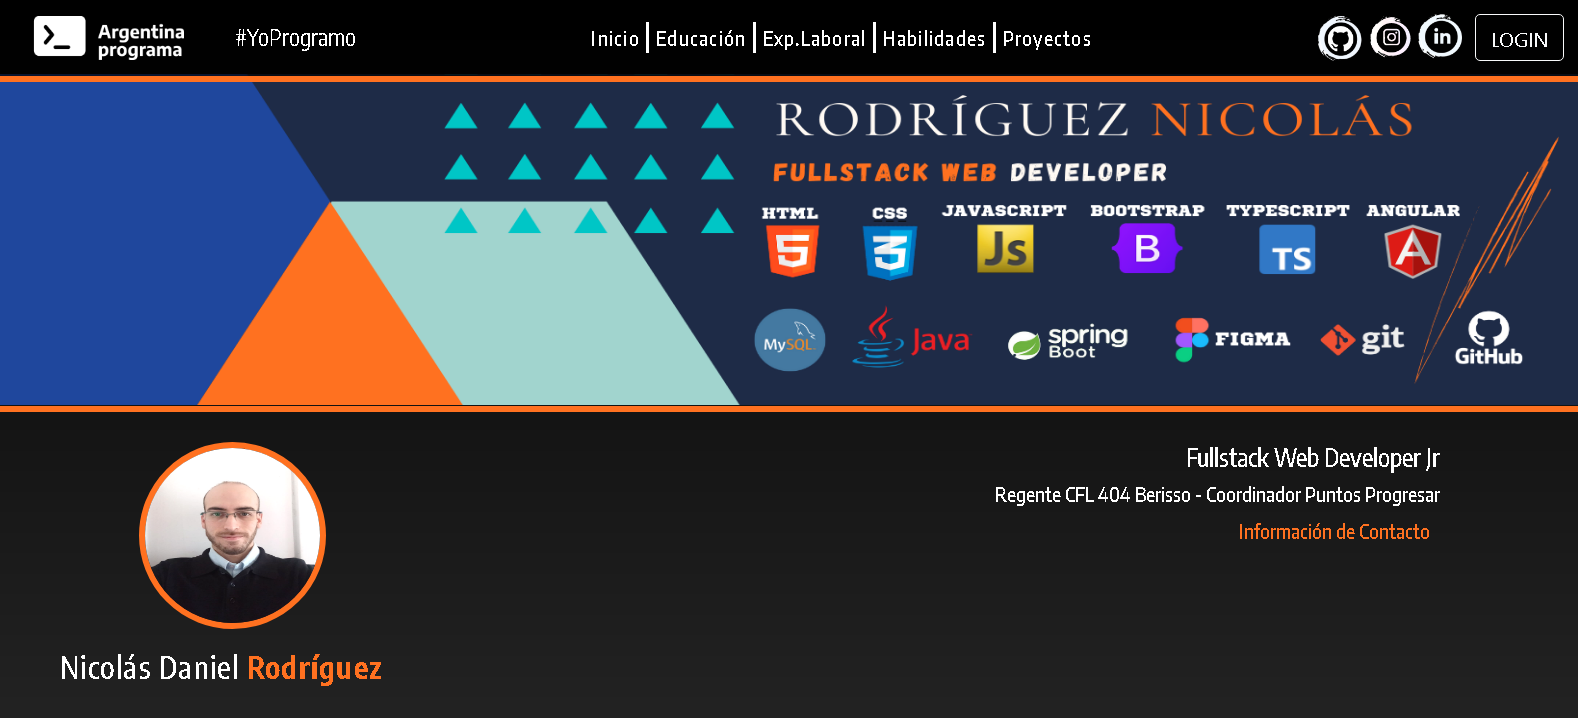 Argentina
programa
#YoProgramo
Inicio
Educación
Exp.Laboral
Habilidades
Proyectos
in
LOGIN
RODRÍGUEZ NICOLÁS
FULLSTACK WEB DEVELOPER
HTML
CSS
JAVASCRIPT
BOOTSTRAP
TYPESCRIPT
ANGULAR
5
3
Js
B
TS
A
MySQL
Java
spring
Boot
FIGMA
git
GitHub
Fullstack Web Developer Jr
Regente CFL 404 Berisso - Coordinador Puntos Progresar
Información de Contacto
Nicolás Daniel Rodríguez